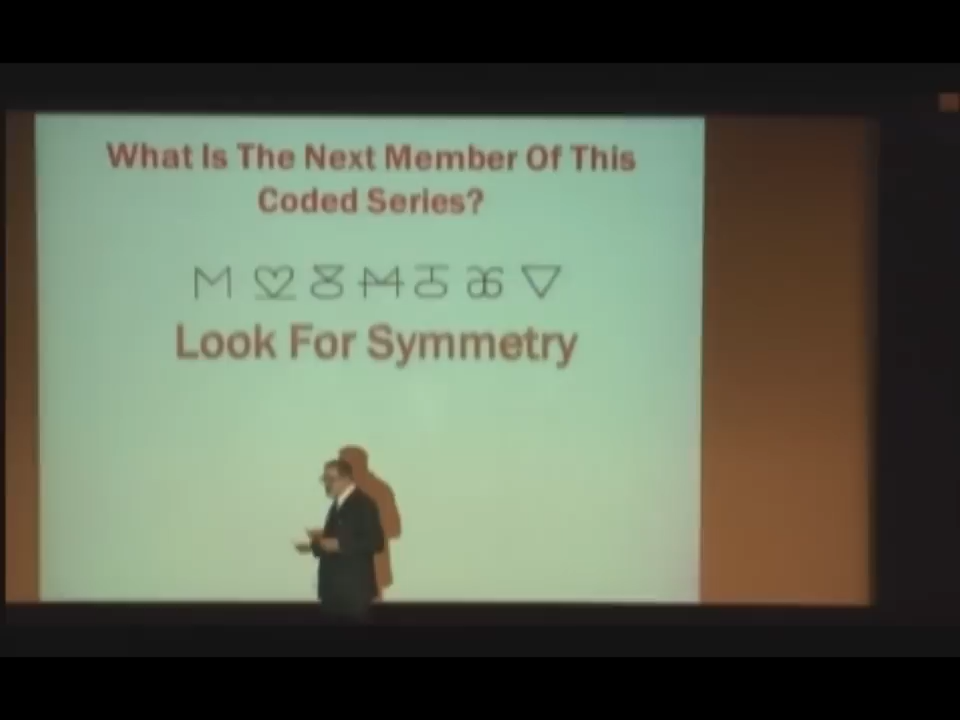 What Is The Next Member Of This
Coded Series?
Look For Symmetry